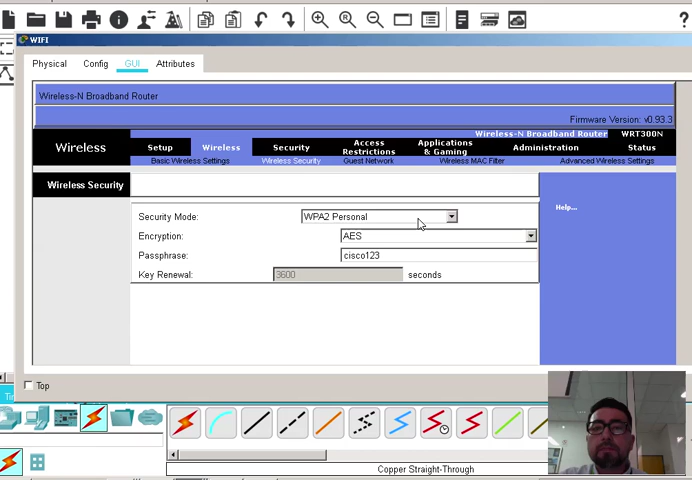 WIFI
Physical Config GUI Attributes
Wireless-N Broadband Router
Firmware Version: v0.93.3
Wireless-N Broadband Router WRT300N
Wireless
Setup Wireless Security Access Restrictions Applications & Gaming Administration Status
Basic Wireless Settings Wireless Security Guest Network Wireless MAC Filter Advanced Wireless Settings
Wireless Security
Help...
Security Mode: WPA2 Personal
Encryption: AES
Passphrase: cisco123
Key Renewal: 3600 seconds
Top
Copper Straight-Through